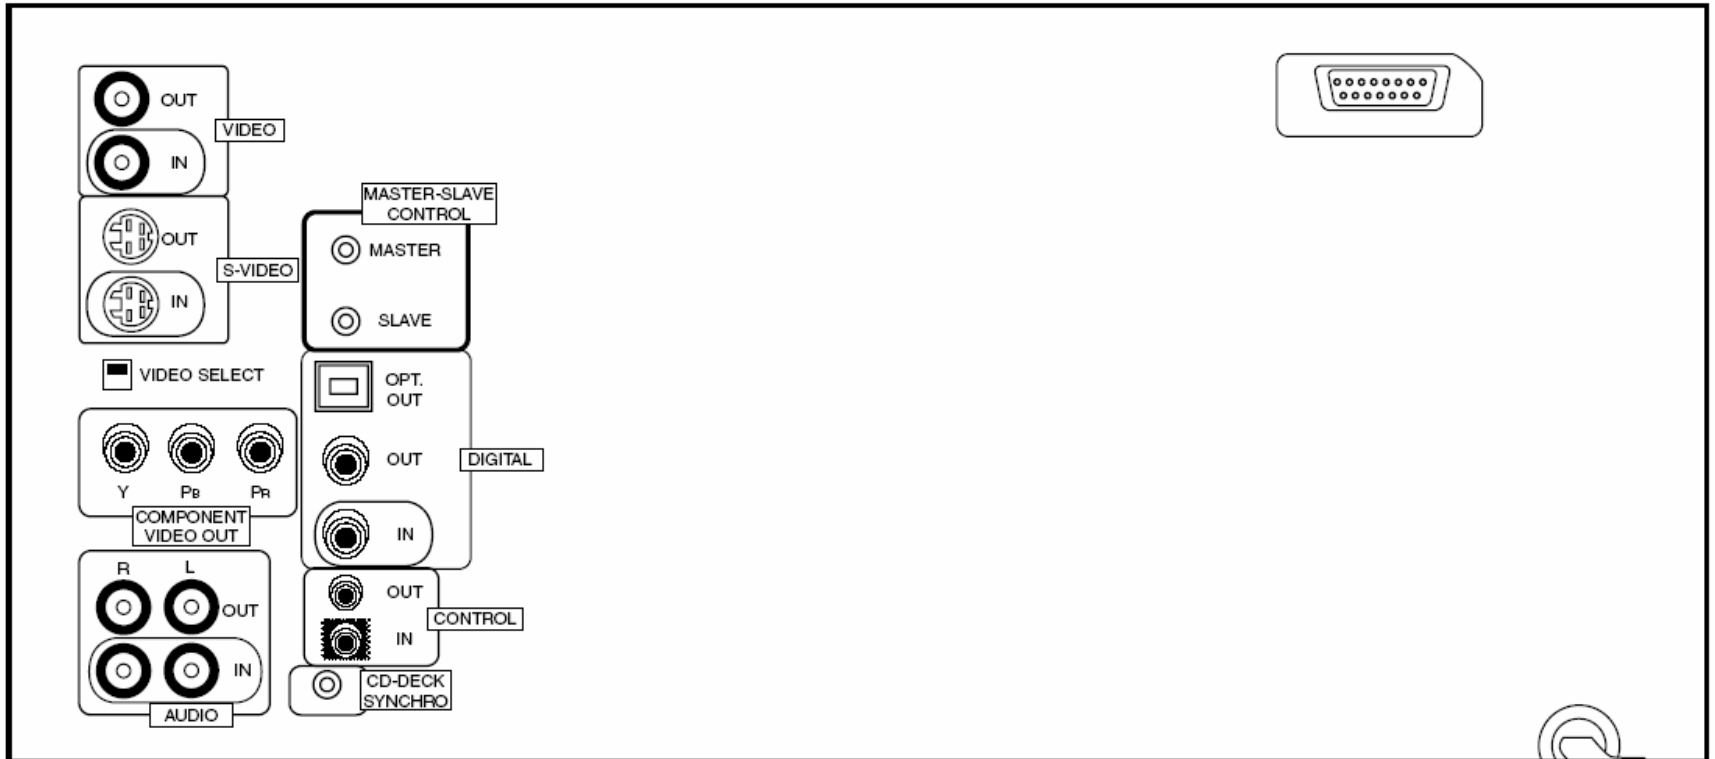 OUT
VIDEO
IN
OUT
S-VIDEO
IN
VIDEO SELECT
Y PB PR
COMPONENT
VIDEO OUT
R L
OUT
IN
AUDIO
MASTER-SLAVE
CONTROL
MASTER
SLAVE
OPT.
OUT
OUT
DIGITAL
IN
OUT
CONTROL
IN
CD-DECK
SYNCHRO